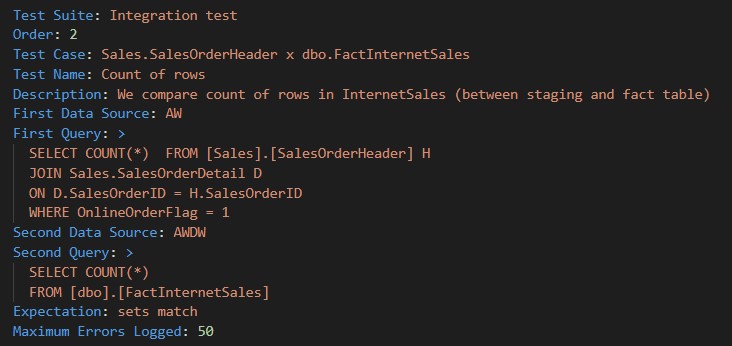 Test Suite: Integration test
Order: 2
Test Case: Sales.SalesOrderHeader x dbo.FactInternetSales
Test Name: Count of rows
Description: We compare count of rows in InternetSales (between staging and fact table)
First Data Source: AW
First Query: >
  SELECT COUNT(*)  FROM [Sales].[SalesOrderHeader] H
  JOIN Sales.SalesOrderDetail D
  ON D.SalesOrderID = H.SalesOrderID
  WHERE OnlineOrderFlag = 1
Second Data Source: AWDW
Second Query: >
  SELECT COUNT(*)
  FROM [dbo].[FactInternetSales]
Expectation: sets match
Maximum Errors Logged: 50